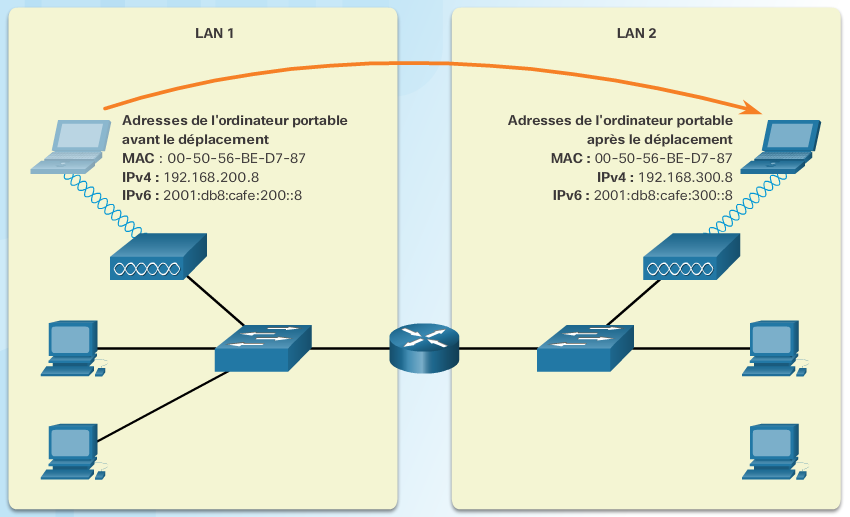 LAN 1
Adresses de l'ordinateur portable
avant le déplacement
MAC : 00-50-56-BE-D7-87
IPv4 : 192.168.200.8
IPv6 : 2001:db8:cafe:200::8
LAN 2
Adresses de l'ordinateur portable
après le déplacement
MAC : 00-50-56-BE-D7-87
IPv4 : 192.168.300.8
IPv6 : 2001:db8:cafe:300::8